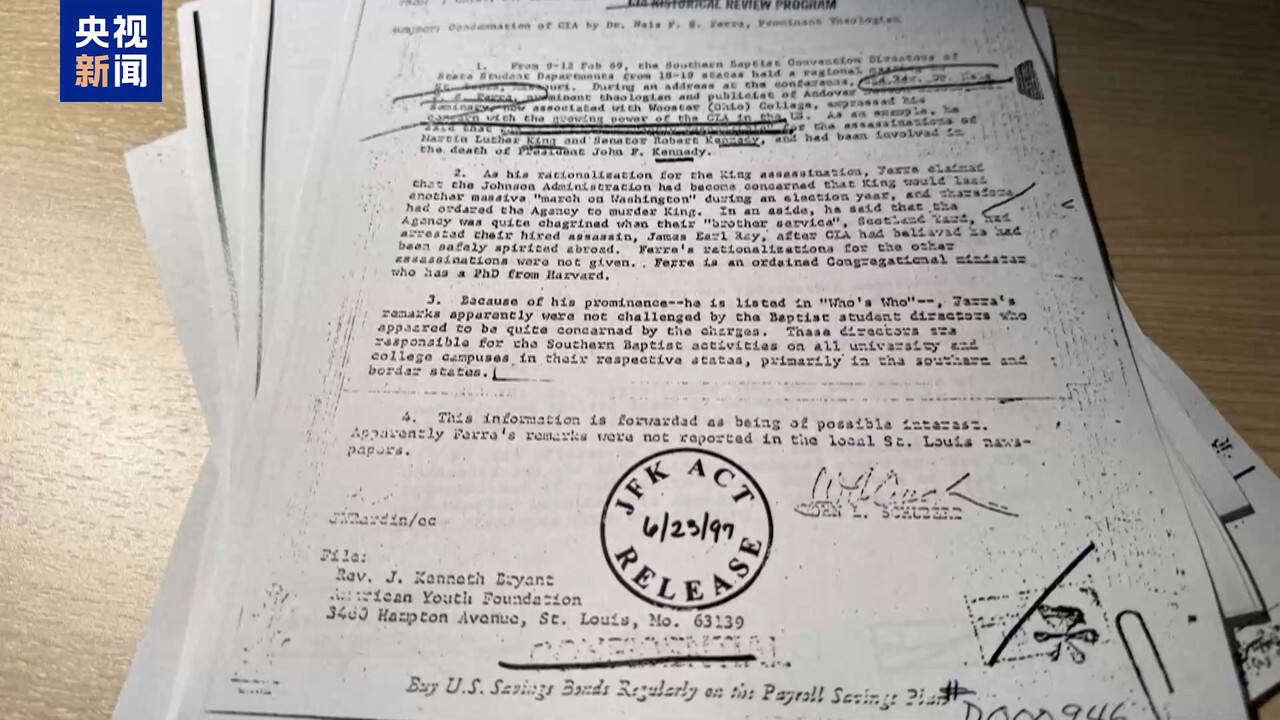 央视
新闻
CIA HISTORICAL REVIEW PROGRAM
SUBJECT: Condemnation of CIA by Dr. Nels F. S. Ferre, Prominent Theologian
1. From 9-12 Feb 69, the Southern Baptist Convention Directors of
State Student Departments from 18-19 states held a regional
St. Louis, Missouri. During an address at the conference, Rev. Dr. Nels
F. S. Ferre, prominent theologian and publicist of Andover
Seminary, now associated with Wooster (Ohio) College, expressed his
concern with the growing power of the CIA in the US. As an example, he
said that for the assassinations of
Martin Luther King and Senator Robert Kennedy, and had been involved in
the death of President John F. Kennedy.
2. As his rationalization for the King assassination, Ferre claimed
that the Johnson Administration had become concerned that King would lead
another massive "march on Washington" during an election year, and therefore
had ordered the Agency to murder King. In an aside, he said that the
Agency was quite chagrined when their "brother service", Scotland Yard, had
arrested their hired assassin, James Earl Ray, after CIA had believed he had
been safely spirited abroad. Ferre's rationalizations for the other
assassinations were not given. Ferre is an ordained Congregational minister
who has a PhD from Harvard.
3. Because of his prominence--he is listed in "Who's Who"--, Ferre's
remarks apparently were not challenged by the Baptist student directors who
appeared to be quite concerned by the charges. These directors are
responsible for the Southern Baptist activities on all university and
college campuses in their respective states, primarily in the southern and
border states.
4. This information is forwarded as being of possible interest.
Apparently Ferre's remarks were not reported in the local St. Louis news-
papers.
JFK ACT
6/23/97
RELEASE
File:
Rev. J. Kenneth Bryant
American Youth Foundation
3460 Hampton Avenue, St. Louis, Mo. 63139
CONFIDENTIAL
Buy U.S. Savings Bonds Regularly on the Payroll Savings Plan
#
D000946